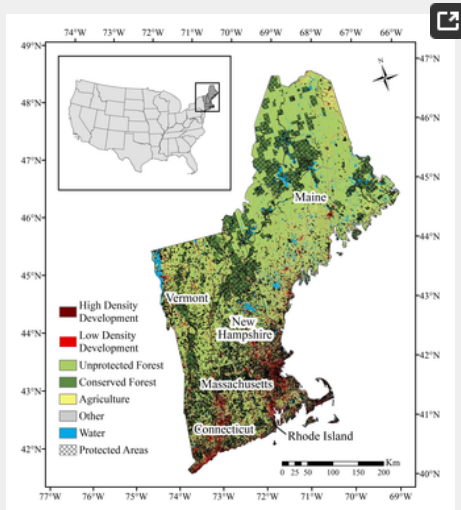 74°W 73°W 72°W 71°W 70°W 69°W 68°W 67°W 66°W
49°N
47°N
N
48°N
46°N
47°N
Maine
45°N
46°N
44°N
45°N
Vermont
43°N
High Density
Development
New
Hampshire
44°N
Low Density
Development
42°N
Unprotected Forest
Conserved Forest
Massachusetts
43°N
Agriculture
41°N
Other
Connecticut
Rhode Island
Water
42°N
Protected Areas
Km
0 25 50 100 150 200
40°N
77°W 76°W 75°W 74°W 73°W 72°W 71°W 70°W 69°W